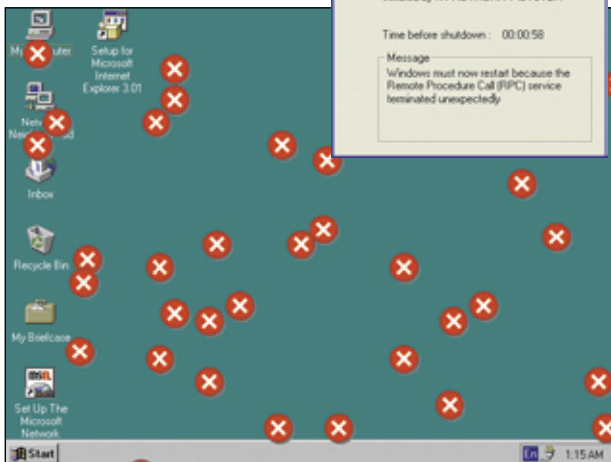 Time before shutdown : 00:00:58
Message
Windows must now restart because the
Remote Procedure Call (RPC) service
terminated unexpectedly
Setup for
Microsoft
Internet
Explorer 3.01
Inbox
Recycle Bin
My Briefcase
msn.
Set Up The
Microsoft
Network
Start
En
1:15 AM